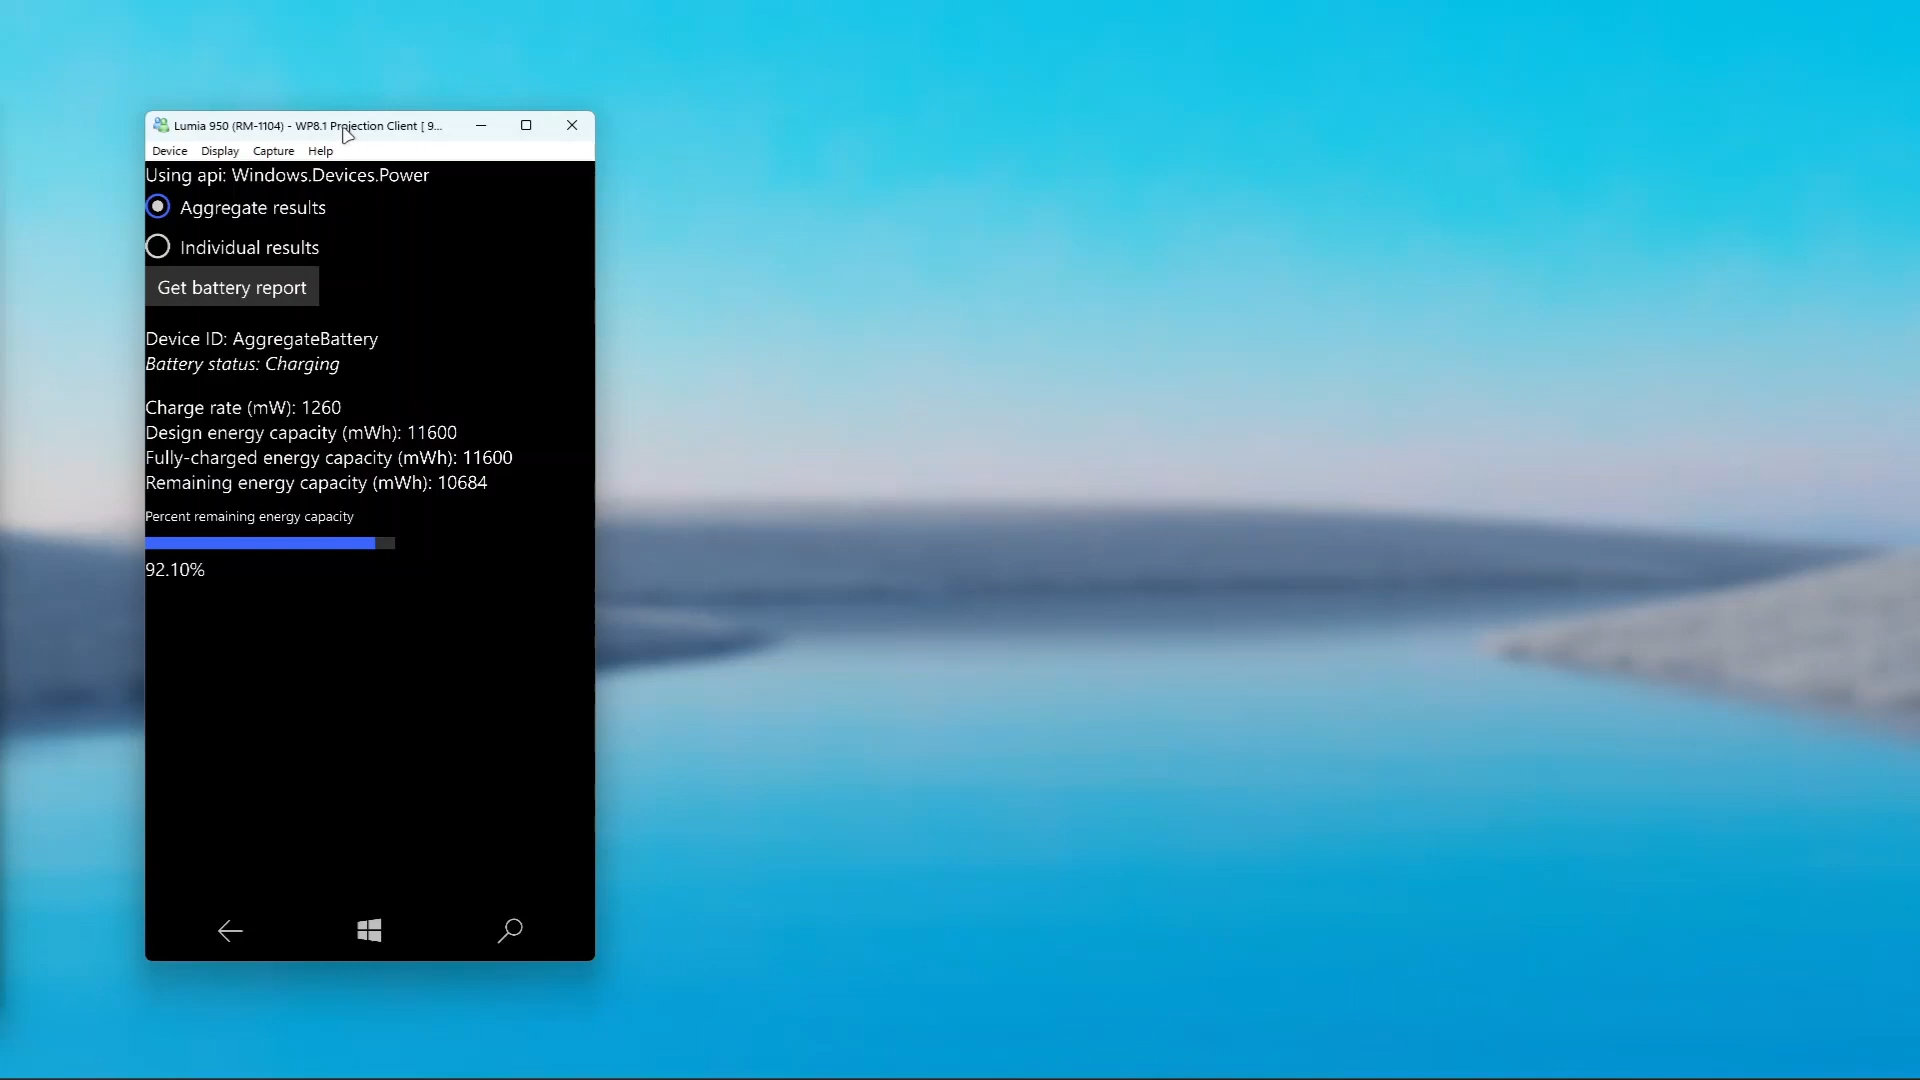 Lumia 950 (RM-1104) - WP8.1 Projection Client [ 9...
Device Display Capture Help
Using api: Windows.Devices.Power
Aggregate results
Individual results
Get battery report
Device ID: AggregateBattery
Battery status: Charging
Charge rate (mW): 1260
Design energy capacity (mWh): 11600
Fully-charged energy capacity (mWh): 11600
Remaining energy capacity (mWh): 10684
Percent remaining energy capacity
92.10%